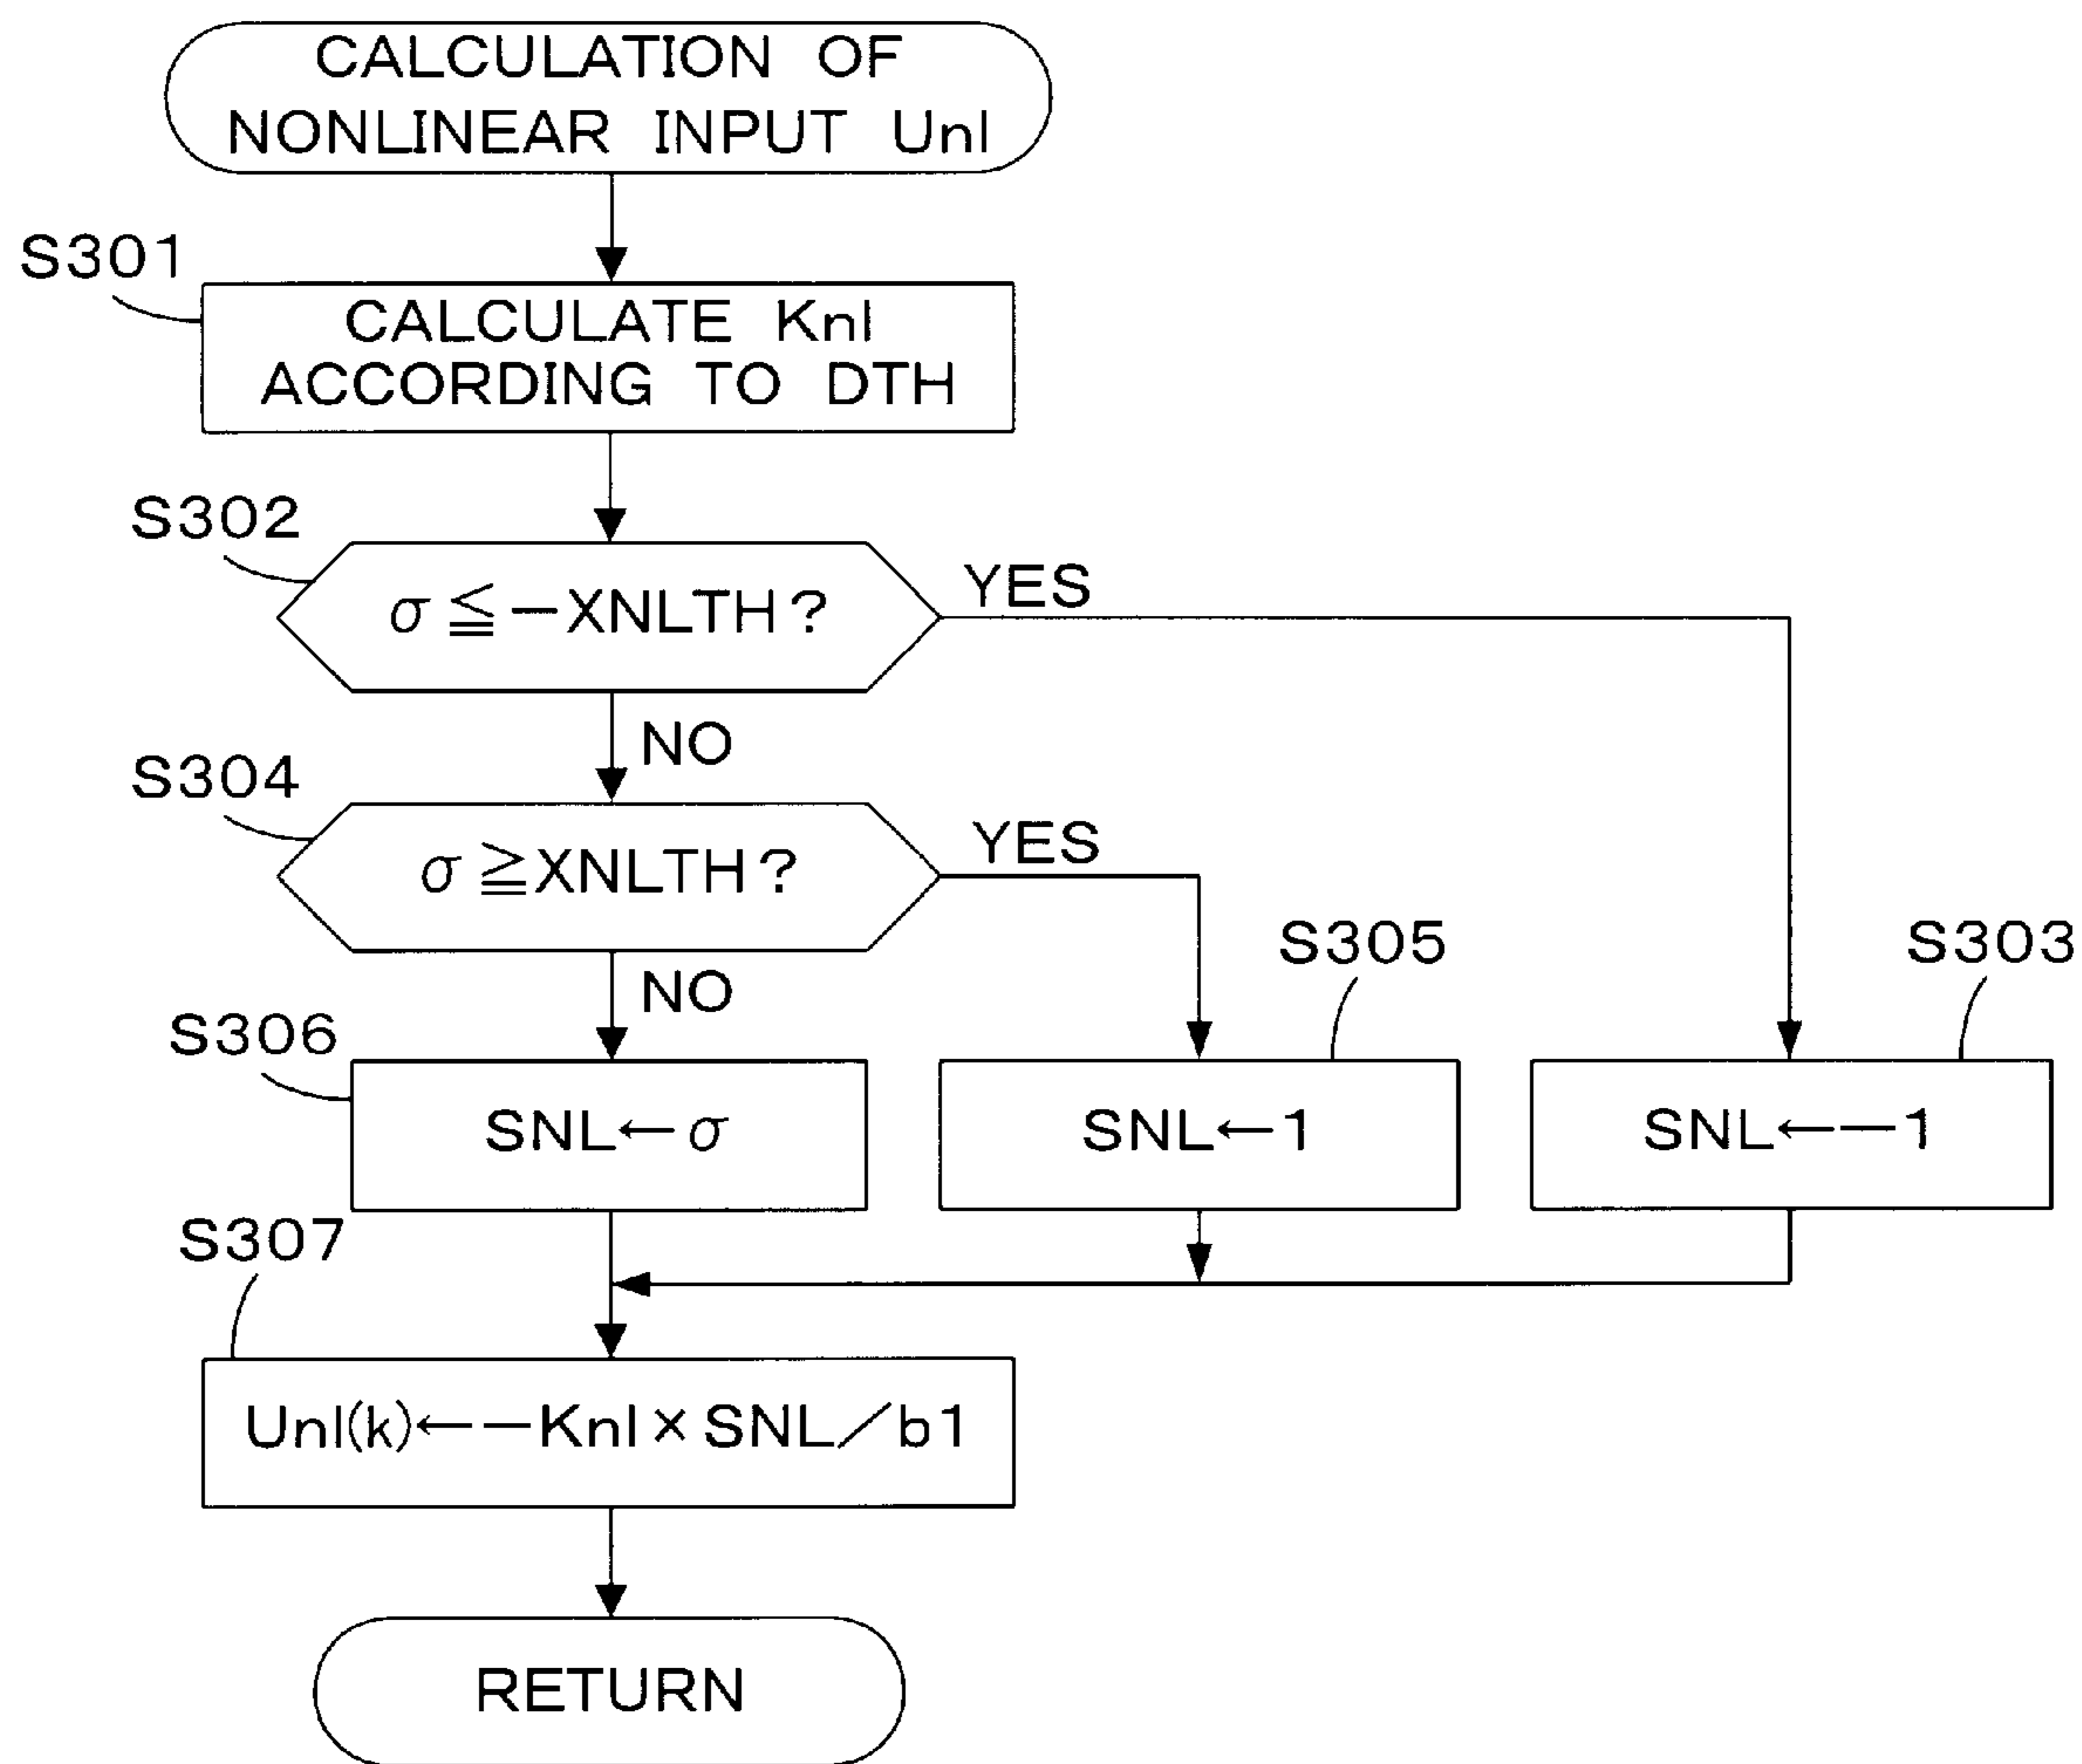 CALCULATION OF
NONLINEAR INPUT Unl
S301
CALCULATE Knl
ACCORDING TO DTH
S302
σ≦−XNLTH?
YES
NO
S304
σ≧XNLTH?
YES
NO
S305
S303
S306
SNL←σ
SNL←1
SNL←−1
S307
Unl(k)←−Knl×SNL/b1
RETURN